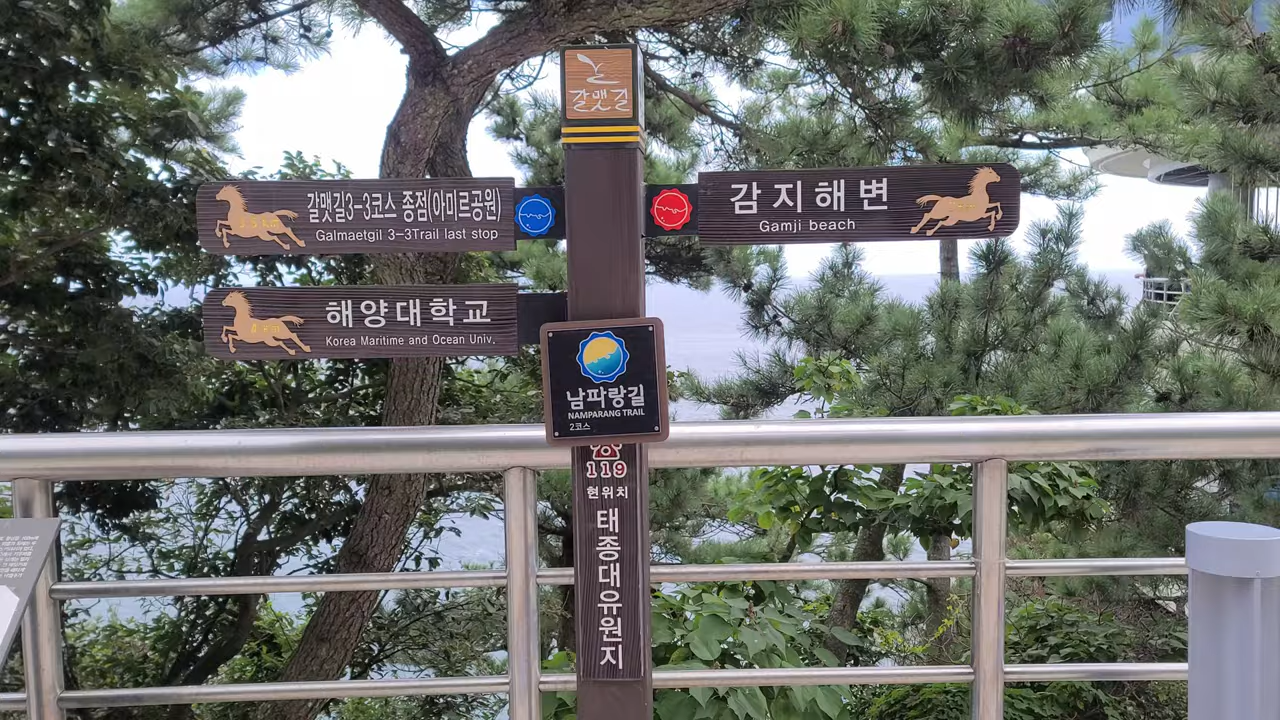 갈맷길
갈맷길3-3코스 종점(아미르공원)
Galmaetgil 3-3Trail last stop
감지해변
Gamji beach
해양대학교
Korea Maritime and Ocean Univ.
남파랑길
NAMPARANG TRAIL
2코스
119
현위치
태종대유원지